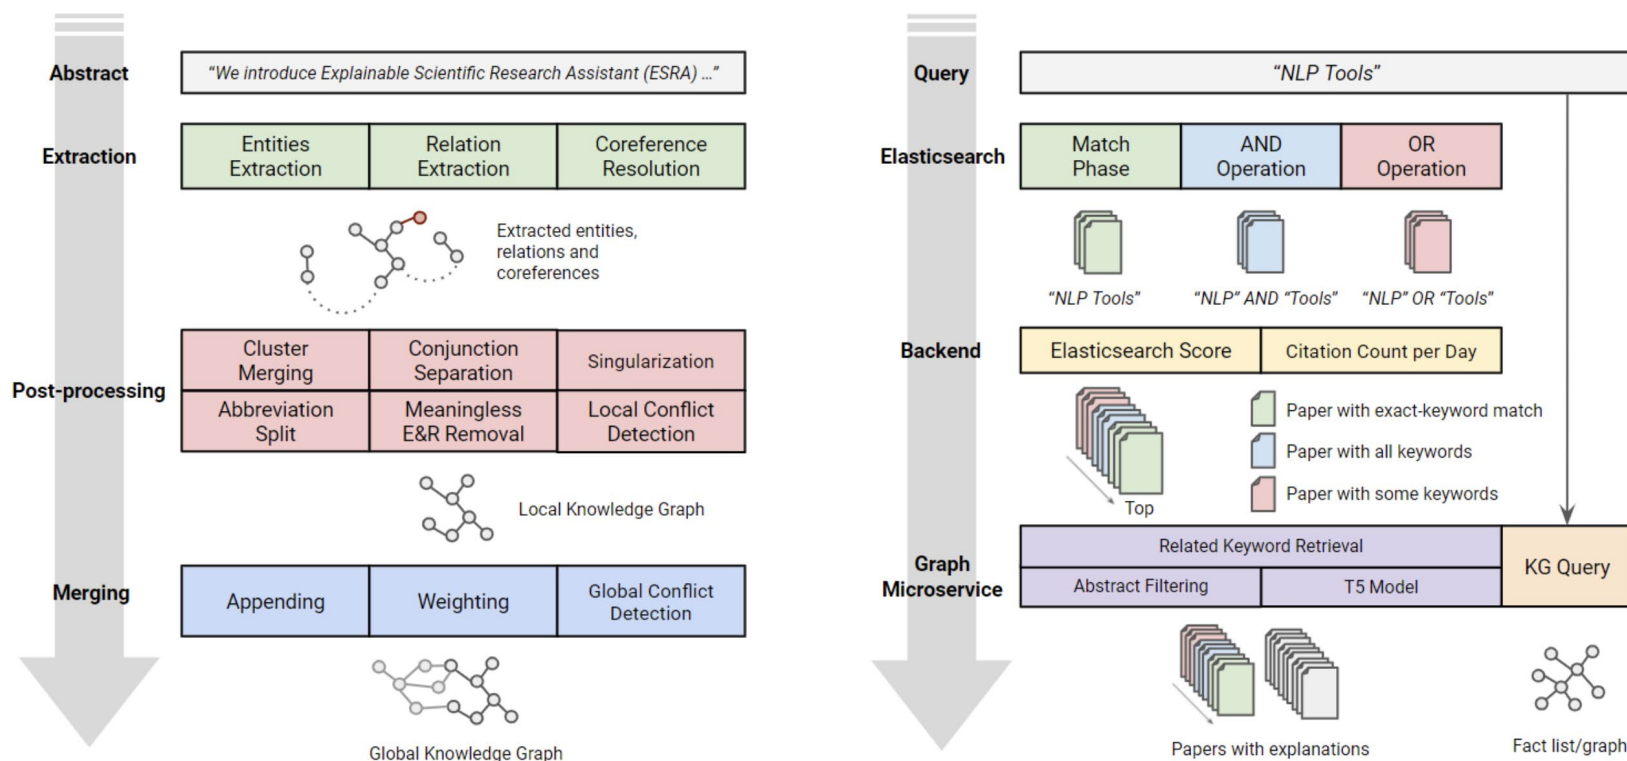 Abstract
“We introduce Explainable Scientific Research Assistant (ESRA) …”
Extraction
Entities
Extraction
Relation
Extraction
Coreference
Resolution
Extracted entities,
relations and
coreferences
Post-processing
Cluster
Merging
Conjunction
Separation
Singularization
Abbreviation
Split
Meaningless
E&R Removal
Local Conflict
Detection
Local Knowledge Graph
Merging
Appending
Weighting
Global Conflict
Detection
Global Knowledge Graph
Query
“NLP Tools”
Elasticsearch
Match
Phase
AND
Operation
OR
Operation
“NLP Tools”
“NLP” AND “Tools”
“NLP” OR “Tools”
Backend
Elasticsearch Score
Citation Count per Day
Paper with exact-keyword match
Paper with all keywords
Paper with some keywords
Top
Graph
Microservice
Related Keyword Retrieval
Abstract Filtering
T5 Model
KG Query
Papers with explanations
Fact list/graph